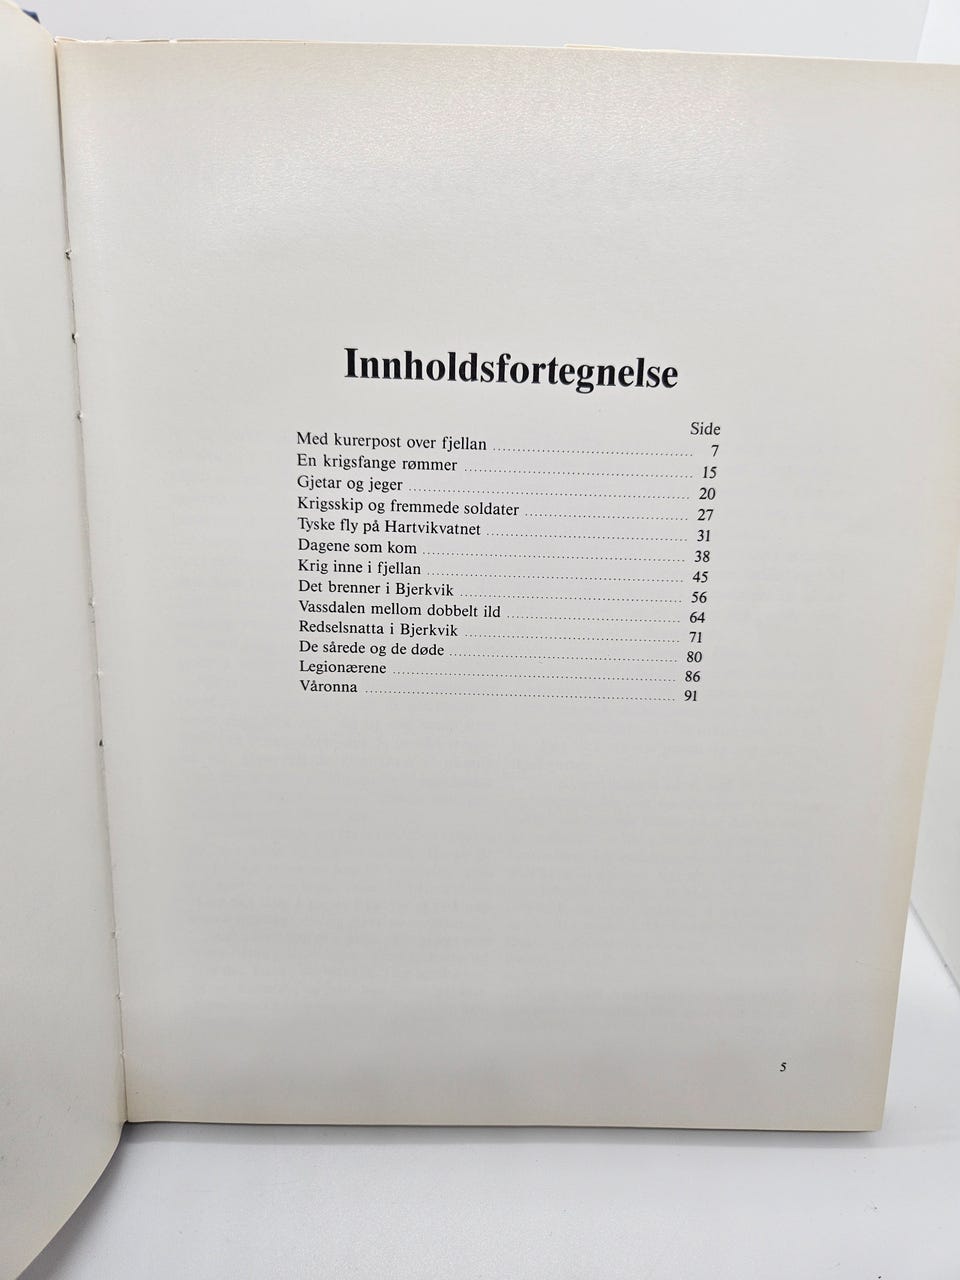 Innholdsfortegnelse
Side
Med kurerpost over fjellan ........ 7
En krigsfange rømmer ........ 15
Gjetar og jeger ........ 20
Krigsskip og fremmede soldater ........ 27
Tyske fly på Hartvikvatnet ........ 31
Dagene som kom ........ 38
Krig inne i fjellan ........ 45
Det brenner i Bjerkvik ........ 56
Vassdalen mellom dobbelt ild ........ 64
Redselsnatta i Bjerkvik ........ 71
De sårede og de døde ........ 80
Legionærene ........ 86
Våronna ........ 91
5